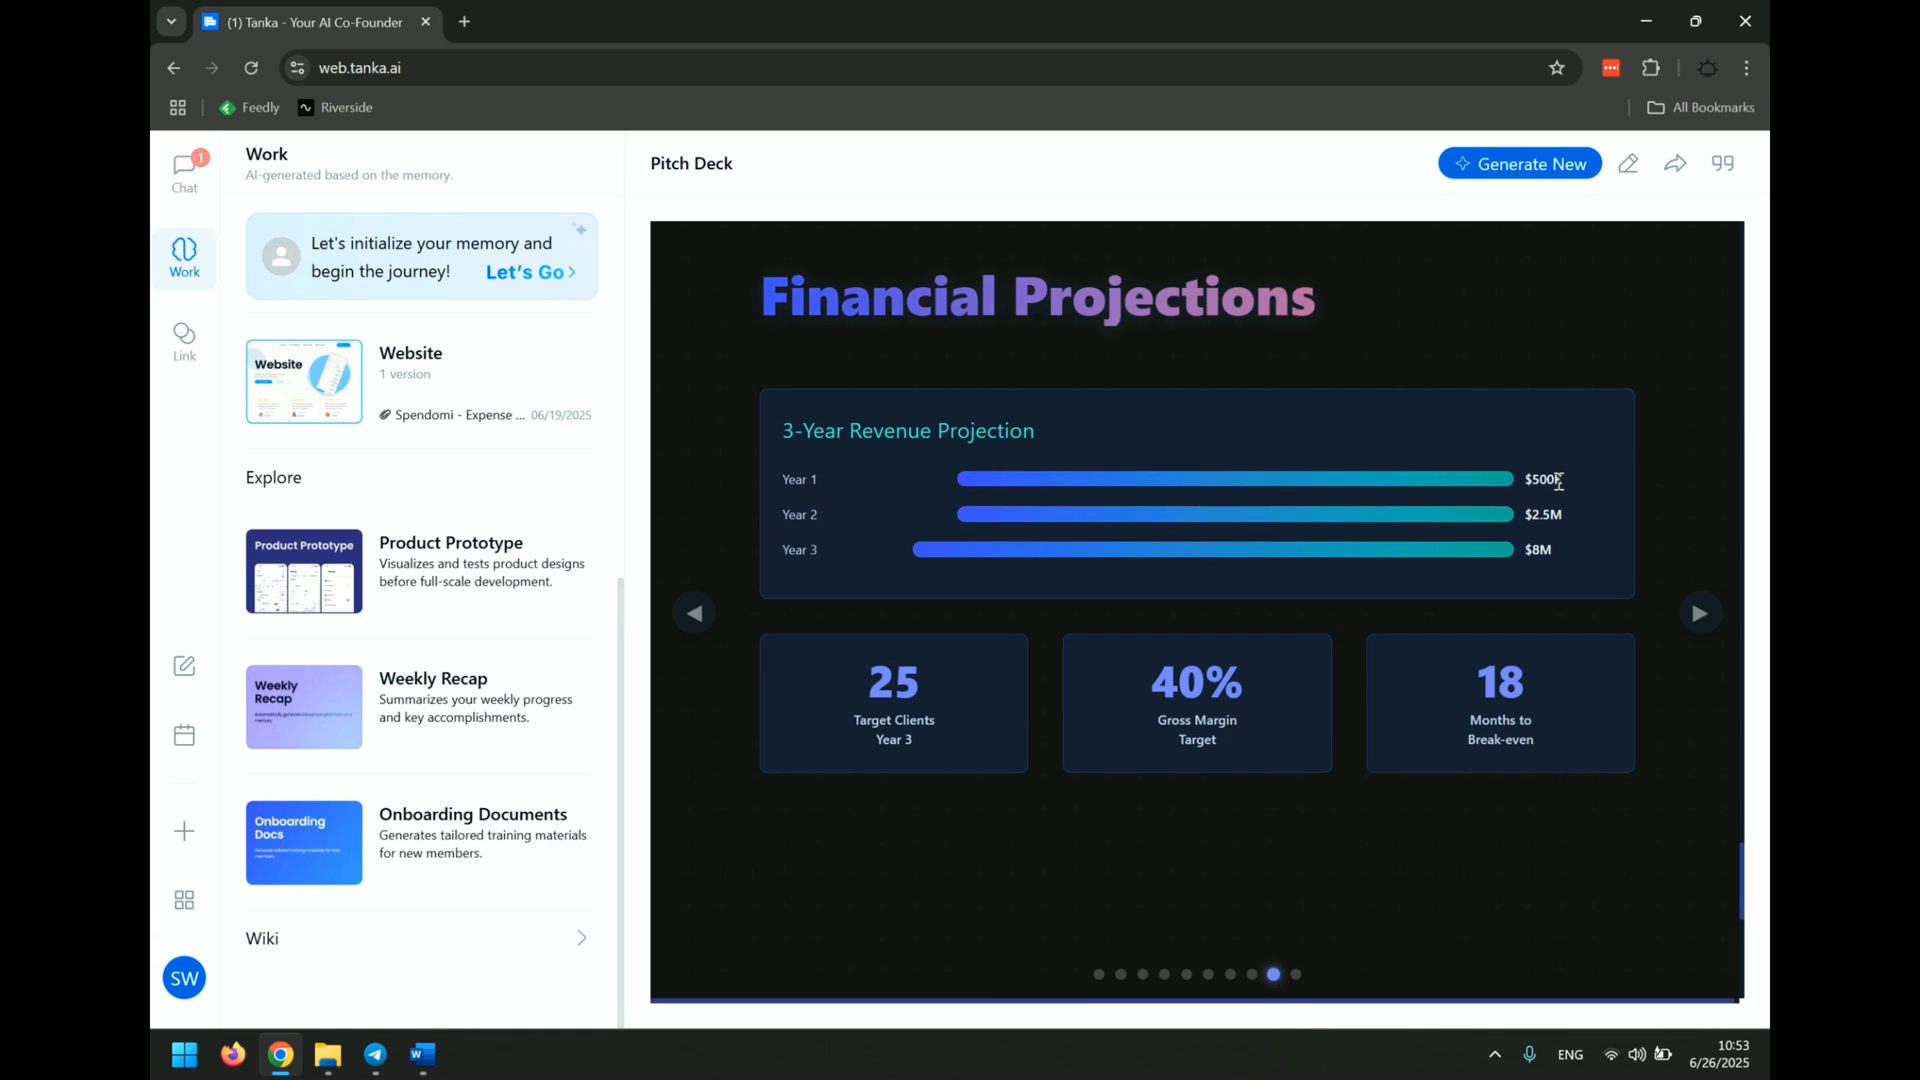 (1) Tanka - Your AI Co-Founder
web.tanka.ai
Feedly
Riverside
All Bookmarks
1
Chat
Work
Link
SW
Work
AI-generated based on the memory.
Let's initialize your memory and
begin the journey!
Let's Go
Website
Website
1 version
Spendomi - Expense ...
06/19/2025
Explore
Product Prototype
Product Prototype
Visualizes and tests product designs
before full-scale development.
Weekly
Recap
Weekly Recap
Summarizes your weekly progress
and key accomplishments.
Onboarding
Docs
Onboarding Documents
Generates tailored training materials
for new members.
Wiki
Pitch Deck
Generate New
Financial Projections
3-Year Revenue Projection
Year 1
$500K
Year 2
$2.5M
Year 3
$8M
25
Target Clients
Year 3
40%
Gross Margin
Target
18
Months to
Break-even
ENG
10:53
6/26/2025